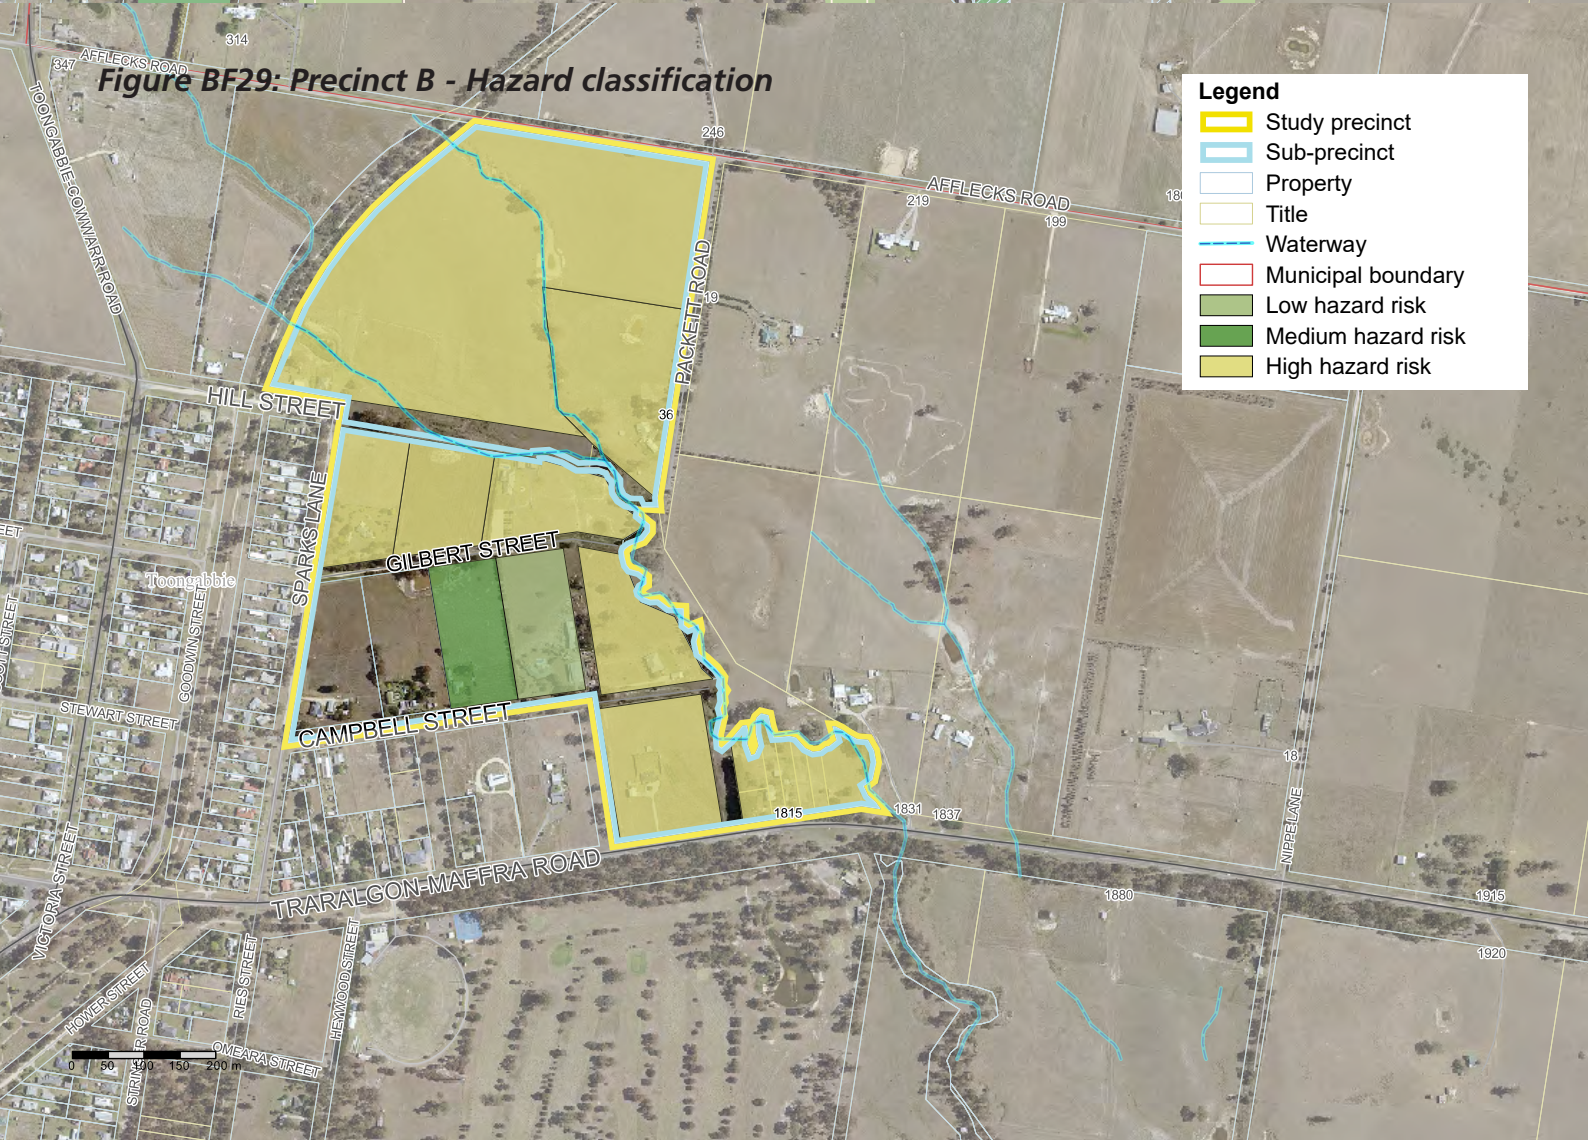 314
347
AFFLECKS ROAD
Figure BF29: Precinct B - Hazard classification
Legend
Study precinct
Sub-precinct
Property
Title
Waterway
Municipal boundary
Low hazard risk
Medium hazard risk
High hazard risk
TOONGABBIE-COWWARR ROAD
246
AFFLECKS ROAD
219
199
180
19
PACKETT ROAD
36
HILL STREET
SPARKS LANE
GILBERT STREET
Toongabbie
GOODWIN STREET
STEWART STREET
CAMPBELL STREET
18
NIPPE LANE
1815
1831
1837
TRARALGON-MAFFRA ROAD
VICTORIA STREET
1880
1915
1920
HOWER STREET
RIES STREET
HEYWOOD STREET
OMEARA STREET
0 50 100 150 200 m